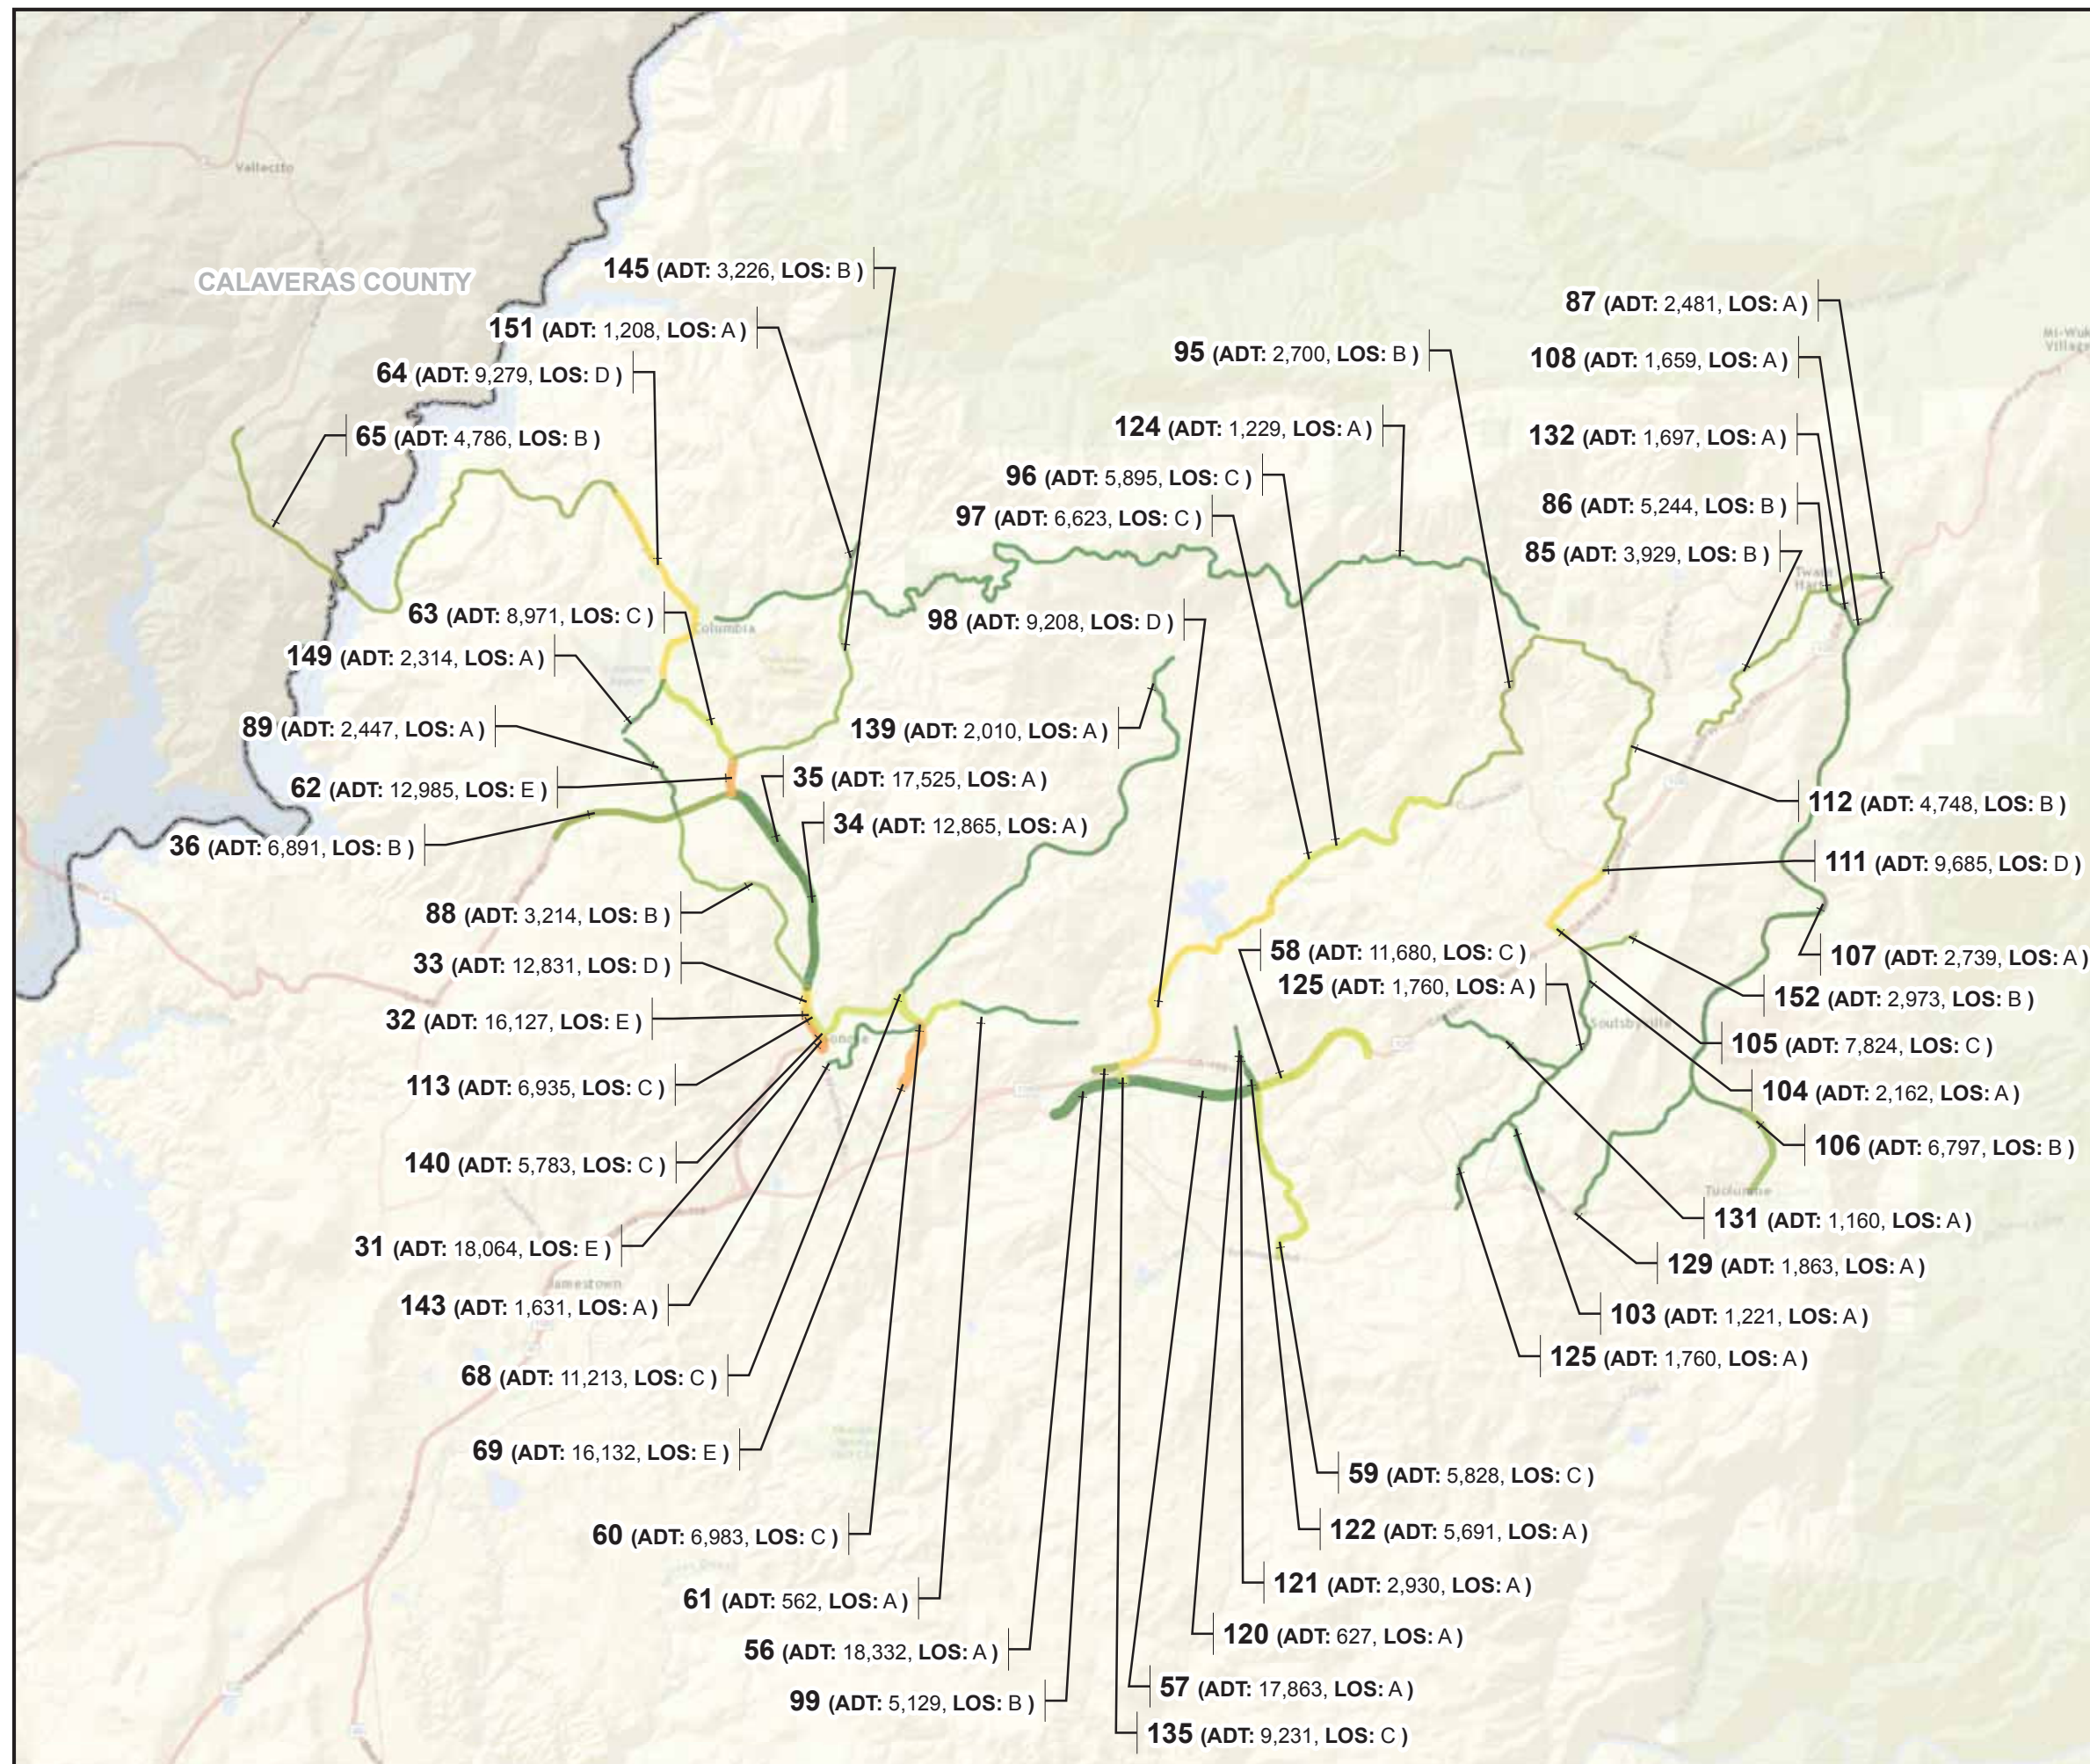 Vallecito
CALAVERAS COUNTY
145 (ADT: 3,226, LOS: B )
87 (ADT: 2,481, LOS: A )
151 (ADT: 1,208, LOS: A )
Mi-Wuk
Village
95 (ADT: 2,700, LOS: B )
108 (ADT: 1,659, LOS: A )
64 (ADT: 9,279, LOS: D )
124 (ADT: 1,229, LOS: A )
65 (ADT: 4,786, LOS: B )
132 (ADT: 1,697, LOS: A )
96 (ADT: 5,895, LOS: C )
86 (ADT: 5,244, LOS: B )
97 (ADT: 6,623, LOS: C )
85 (ADT: 3,929, LOS: B )
63 (ADT: 8,971, LOS: C )
98 (ADT: 9,208, LOS: D )
Columbia
149 (ADT: 2,314, LOS: A )
89 (ADT: 2,447, LOS: A )
139 (ADT: 2,010, LOS: A )
35 (ADT: 17,525, LOS: A )
62 (ADT: 12,985, LOS: E )
112 (ADT: 4,748, LOS: B )
34 (ADT: 12,865, LOS: A )
36 (ADT: 6,891, LOS: B )
111 (ADT: 9,685, LOS: D )
88 (ADT: 3,214, LOS: B )
58 (ADT: 11,680, LOS: C )
107 (ADT: 2,739, LOS: A )
33 (ADT: 12,831, LOS: D )
125 (ADT: 1,760, LOS: A )
152 (ADT: 2,973, LOS: B )
32 (ADT: 16,127, LOS: E )
Soulsbyville
105 (ADT: 7,824, LOS: C )
113 (ADT: 6,935, LOS: C )
104 (ADT: 2,162, LOS: A )
106 (ADT: 6,797, LOS: B )
140 (ADT: 5,783, LOS: C )
Tuolumne
131 (ADT: 1,160, LOS: A )
31 (ADT: 18,064, LOS: E )
129 (ADT: 1,863, LOS: A )
Jamestown
143 (ADT: 1,631, LOS: A )
103 (ADT: 1,221, LOS: A )
125 (ADT: 1,760, LOS: A )
68 (ADT: 11,213, LOS: C )
69 (ADT: 16,132, LOS: E )
59 (ADT: 5,828, LOS: C )
60 (ADT: 6,983, LOS: C )
122 (ADT: 5,691, LOS: A )
121 (ADT: 2,930, LOS: A )
61 (ADT: 562, LOS: A )
120 (ADT: 627, LOS: A )
56 (ADT: 18,332, LOS: A )
57 (ADT: 17,863, LOS: A )
99 (ADT: 5,129, LOS: B )
135 (ADT: 9,231, LOS: C )